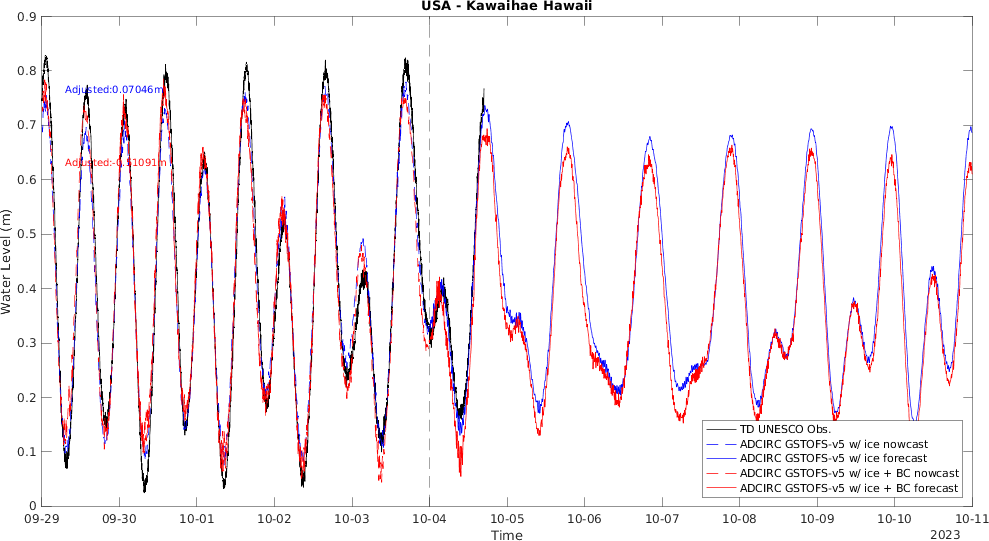 USA - Kawaihae Hawaii
0.9
0.8
0.7
0.6
0.5
0.4
0.3
0.2
0.1
0
Water Level (m)
Adjusted:0.07046m
TD UNESCO Obs.
ADCIRC GSTOFS-v5 w/ ice nowcast
ADCIRC GSTOFS-v5 w/ ice forecast
ADCIRC GSTOFS-v5 w/ ice + BC nowcast
ADCIRC GSTOFS-v5 w/ ice + BC forecast
09-29 09-30 10-01 10-02 10-03 10-04 10-05 10-06 10-07 10-08 10-09 10-10 10-11
Time
2023